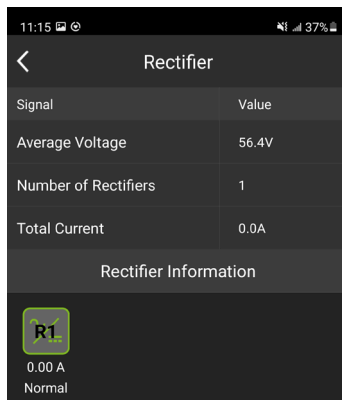 11:15 37%
Rectifier
Signal Value
Average Voltage 56.4V
Number of Rectifiers 1
Total Current 0.0A
Rectifier Information
R1
0.00 A
Normal